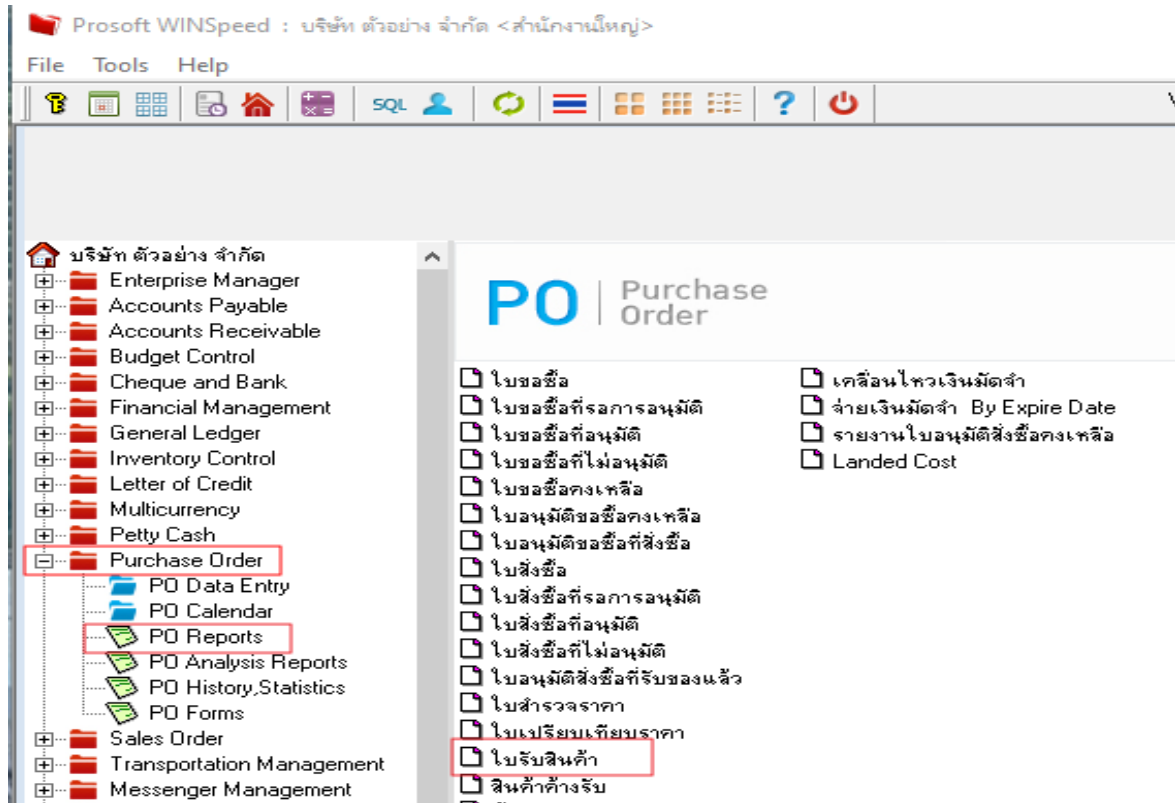 Prosoft WINSpeed : บริษัท ตัวอย่าง จำกัด <สำนักงานใหญ่>
File Tools Help
SQL ?
บริษัท ตัวอย่าง จำกัด
Enterprise Manager
Accounts Payable
Accounts Receivable
Budget Control
Cheque and Bank
Financial Management
General Ledger
Inventory Control
Letter of Credit
Multicurrency
Petty Cash
Purchase Order
PO Data Entry
PO Calendar
PO Reports
PO Analysis Reports
PO History,Statistics
PO Forms
Sales Order
Transportation Management
Messenger Management
PO | Purchase
Order
ใบขอซื้อ
ใบขอซื้อที่รอการอนุมัติ
ใบขอซื้อที่อนุมัติ
ใบขอซื้อที่ไม่อนุมัติ
ใบขอซื้อคงเหลือ
ใบอนุมัติขอซื้อคงเหลือ
ใบอนุมัติขอซื้อที่สั่งซื้อ
ใบสั่งซื้อ
ใบสั่งซื้อที่รอการอนุมัติ
ใบสั่งซื้อที่อนุมัติ
ใบสั่งซื้อที่ไม่อนุมัติ
ใบอนุมัติสั่งซื้อที่รับของแล้ว
ใบสำรวจราคา
ใบเปรียบเทียบราคา
ใบรับสินค้า
สินค้าค้างรับ
เคลื่อนไหวเงินมัดจำ
จ่ายเงินมัดจำ By Expire Date
รายงานใบอนุมัติสั่งซื้อคงเหลือ
Landed Cost